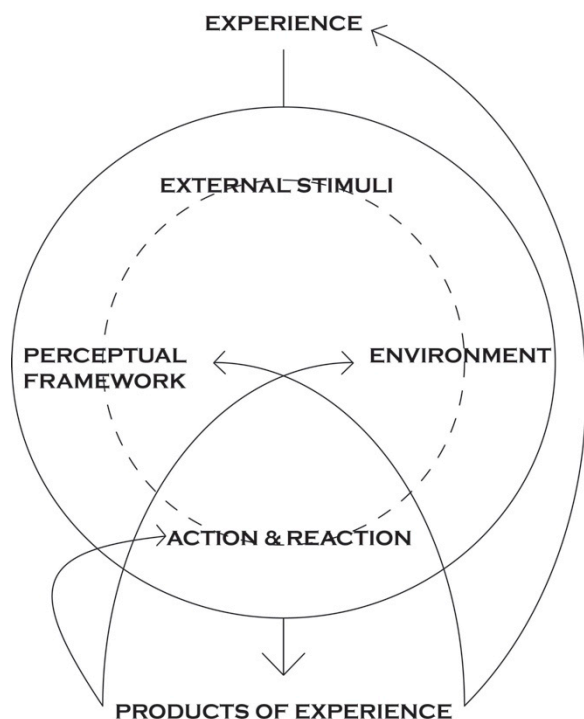 EXPERIENCE
EXTERNAL STIMULI
PERCEPTUAL
FRAMEWORK
ENVIRONMENT
ACTION & REACTION
PRODUCTS OF EXPERIENCE